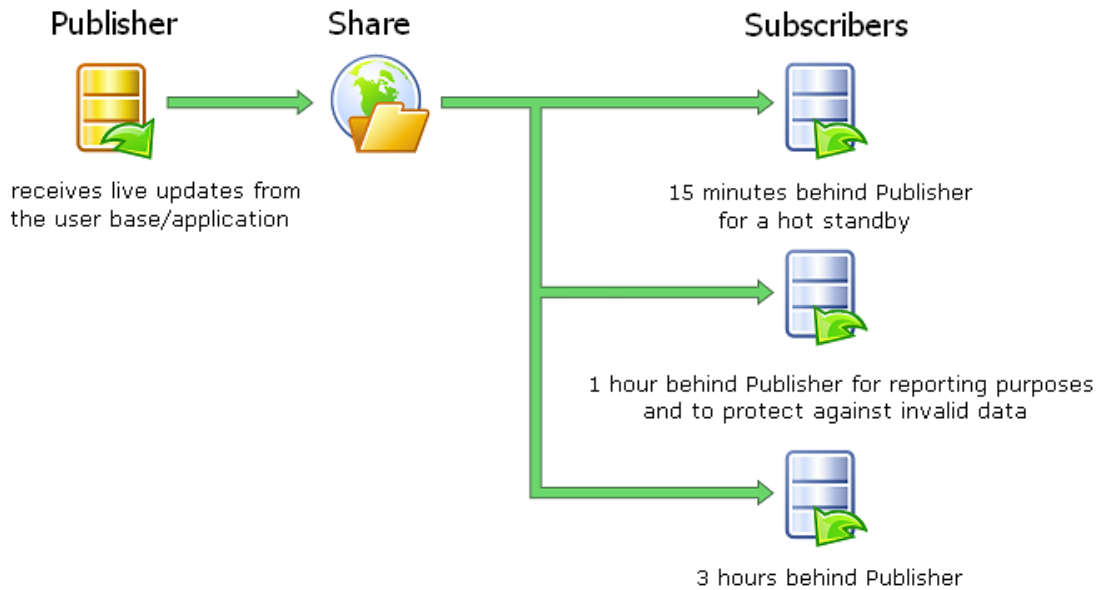 Publisher
Share
Subscribers
receives live updates from
the user base/application
15 minutes behind Publisher
for a hot standby
1 hour behind Publisher for reporting purposes
and to protect against invalid data
3 hours behind Publisher